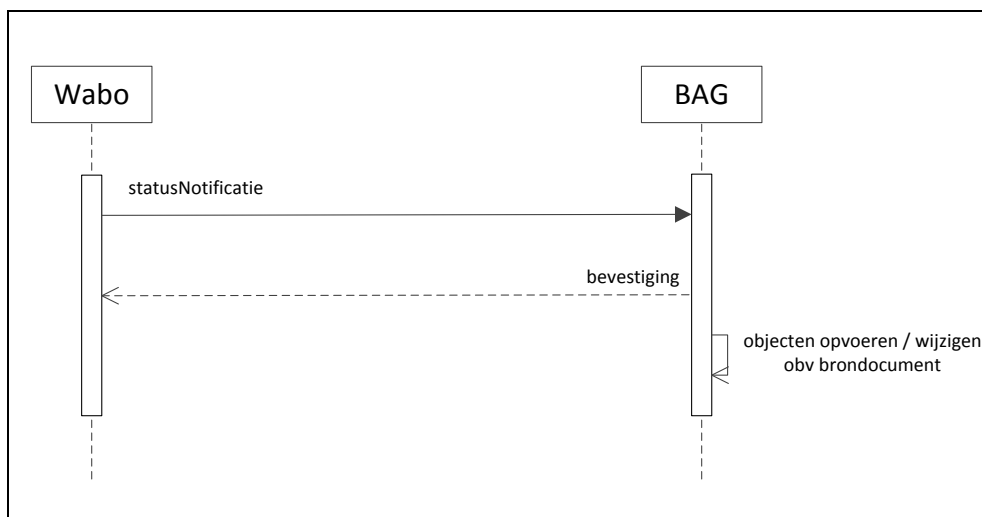 Wabo
BAG
statusNotificatie
bevestiging
objecten opvoeren / wijzigen
obv brondocument